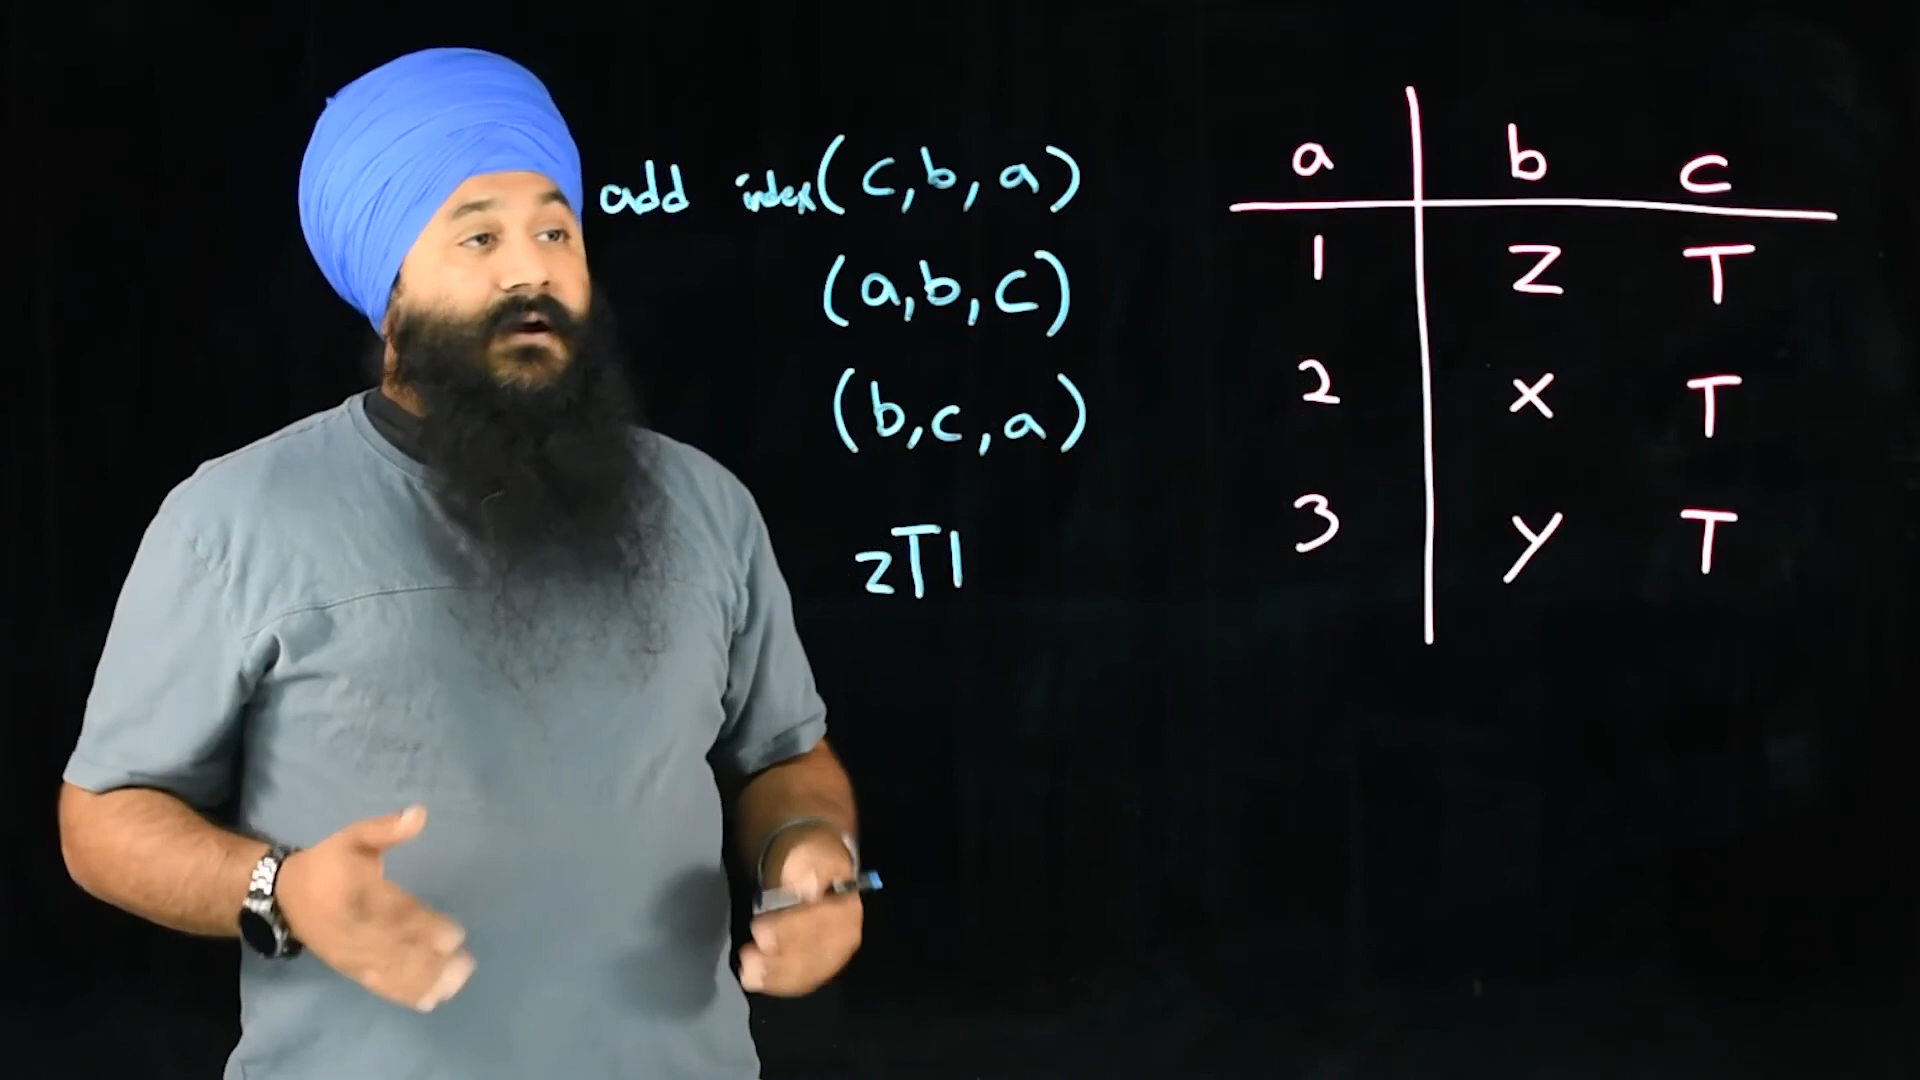 add index(c,b,a)
(a,b,c)
(b,c,a)
zT1
a b c
1 Z T
2 X T
3 y T